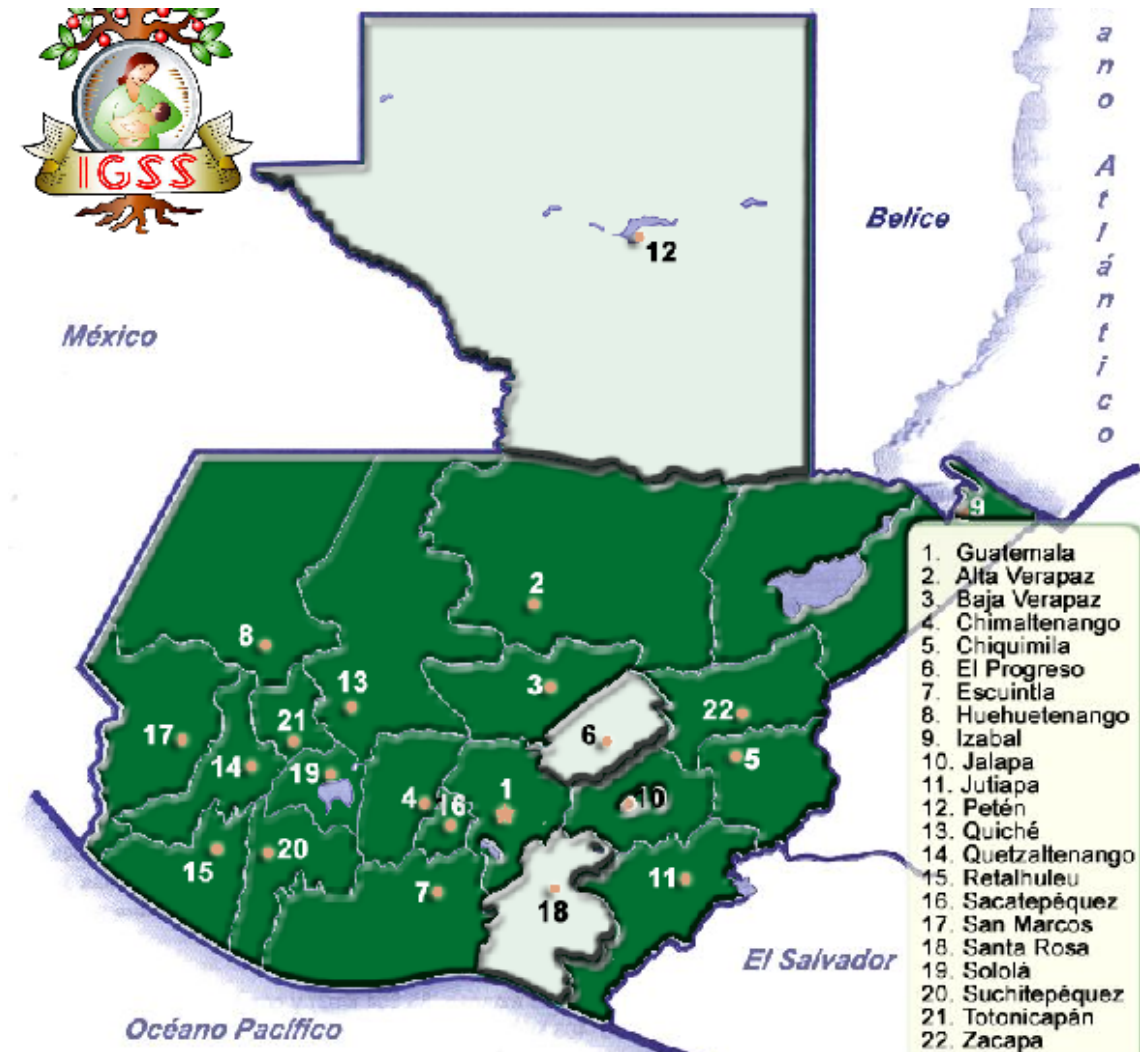 IGSS
ano Atlántico
Belice
12
México
9
2
8
3
13
17
21
22
14
6
5
19
4
16
1
10
15
20
7
11
18
El Salvador
Océano Pacífico
1. Guatemala
2. Alta Verapaz
3. Baja Verapaz
4. Chimaltenango
5. Chiquimila
6. El Progreso
7. Escuintla
8. Huehuetenango
9. Izabal
10. Jalapa
11. Jutiapa
12. Petén
13. Quiché
14. Quetzaltenango
15. Retalhuleu
16. Sacatepéquez
17. San Marcos
18. Santa Rosa
19. Sololá
20. Suchitepéquez
21. Totonicapán
22. Zacapa